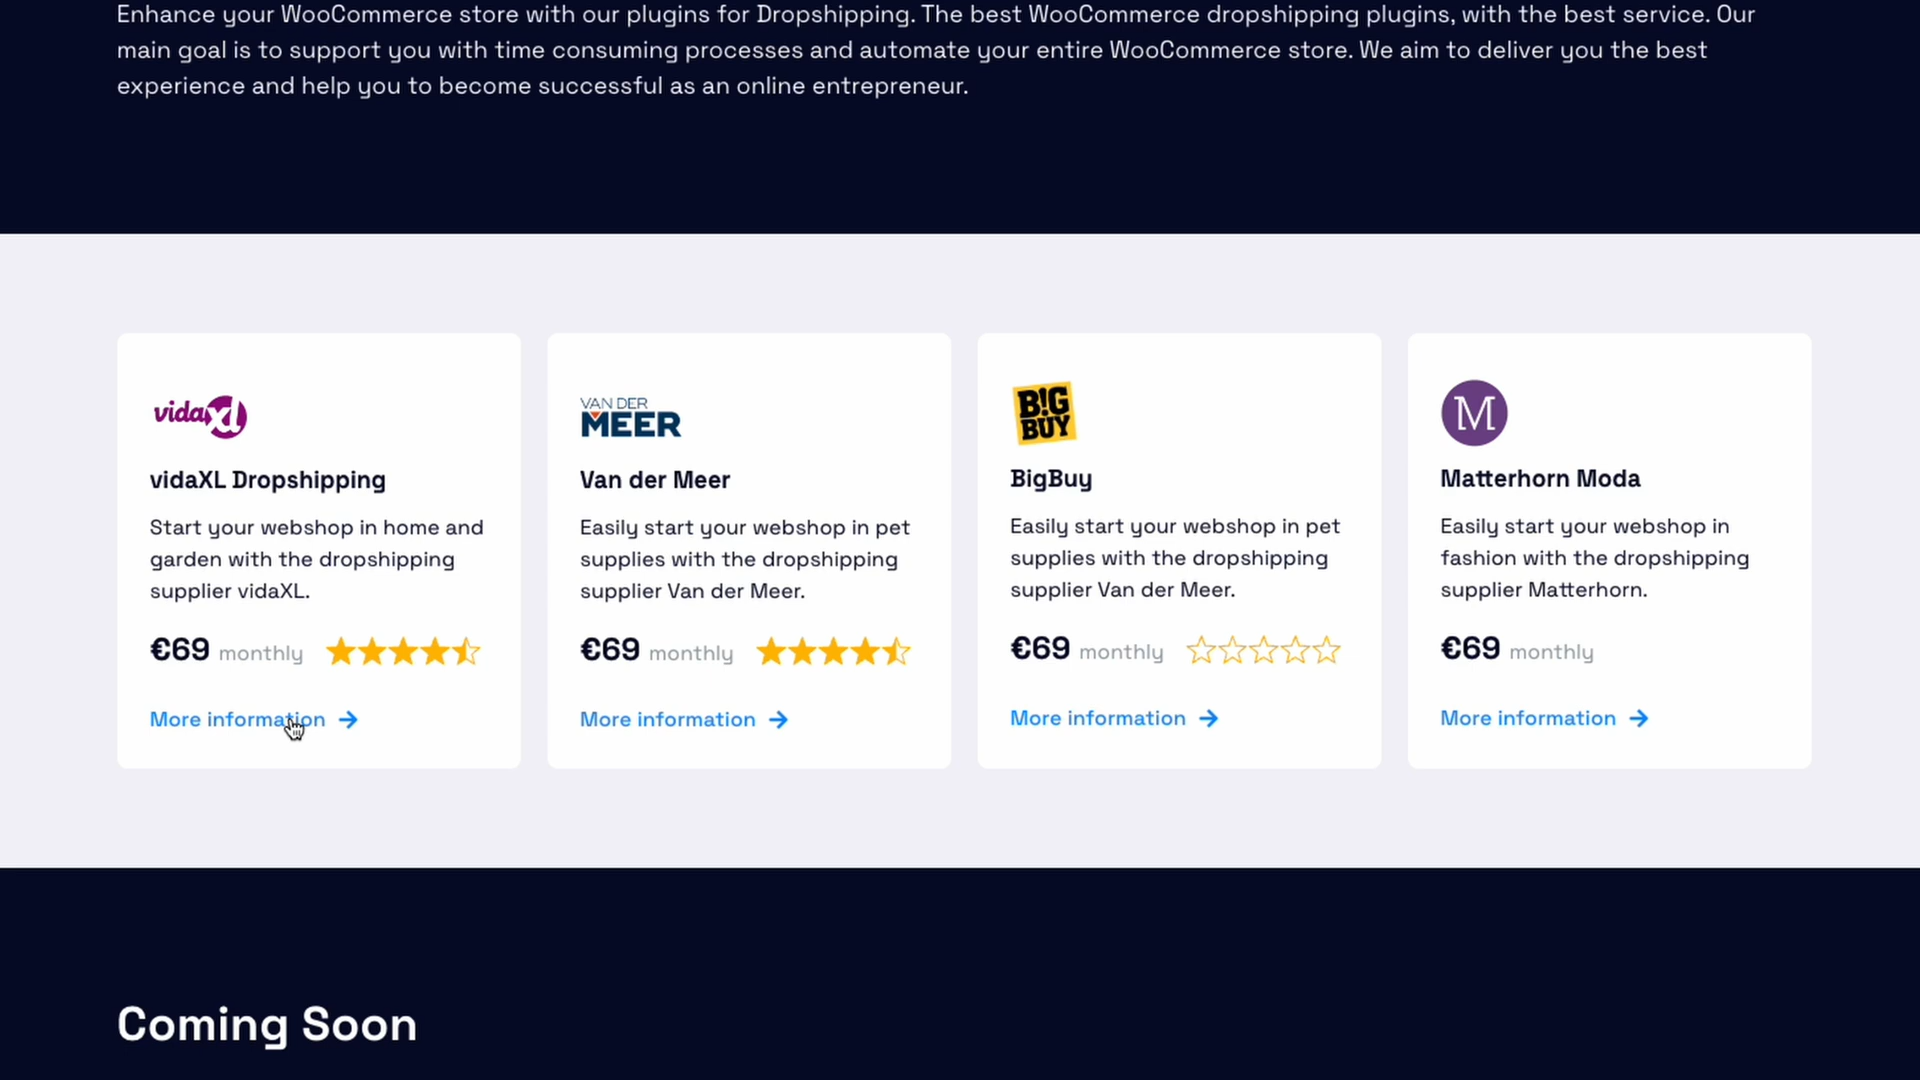 Enhance your WooCommerce store with our plugins for Dropshipping. The best WooCommerce dropshipping plugins, with the best service. Our
main goal is to support you with time consuming processes and automate your entire WooCommerce store. We aim to deliver you the best
experience and help you to become successful as an online entrepreneur.
vidaXL
vidaXL Dropshipping
Start your webshop in home and
garden with the dropshipping
supplier vidaXL.
€69 monthly
More information
VAN DER
MEER
Van der Meer
Easily start your webshop in pet
supplies with the dropshipping
supplier Van der Meer.
€69 monthly
More information
B!G
BUY
BigBuy
Easily start your webshop in pet
supplies with the dropshipping
supplier Van der Meer.
€69 monthly
More information
M
Matterhorn Moda
Easily start your webshop in
fashion with the dropshipping
supplier Matterhorn.
€69 monthly
More information
Coming Soon